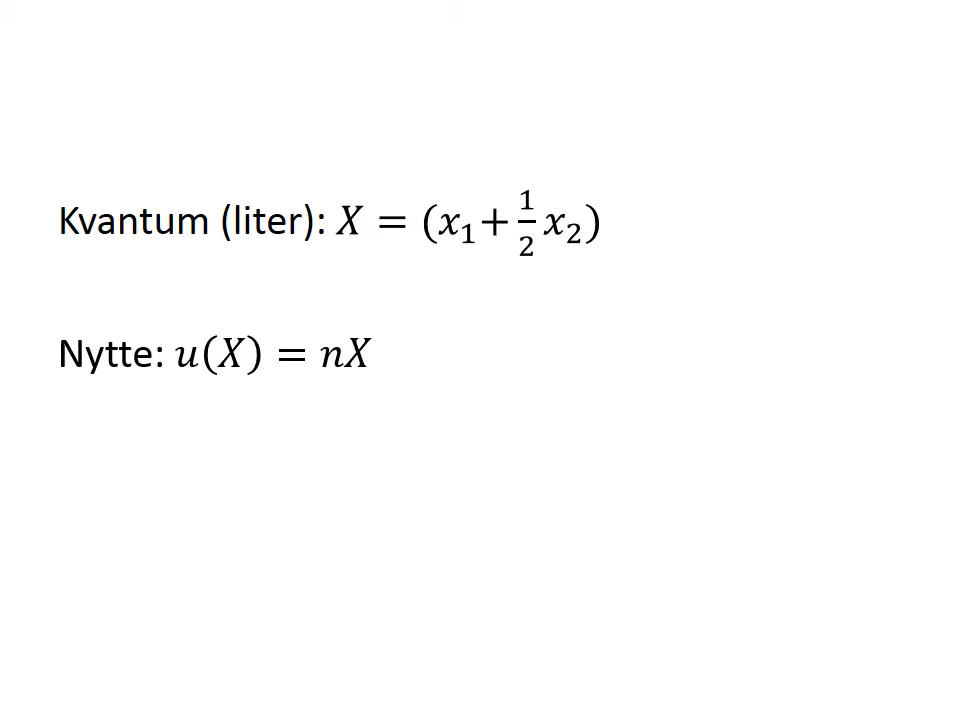 Kvantum (liter): 𝑋 = (𝑥₁+½𝑥₂)
Nytte: 𝑢(𝑋) = 𝑛𝑋